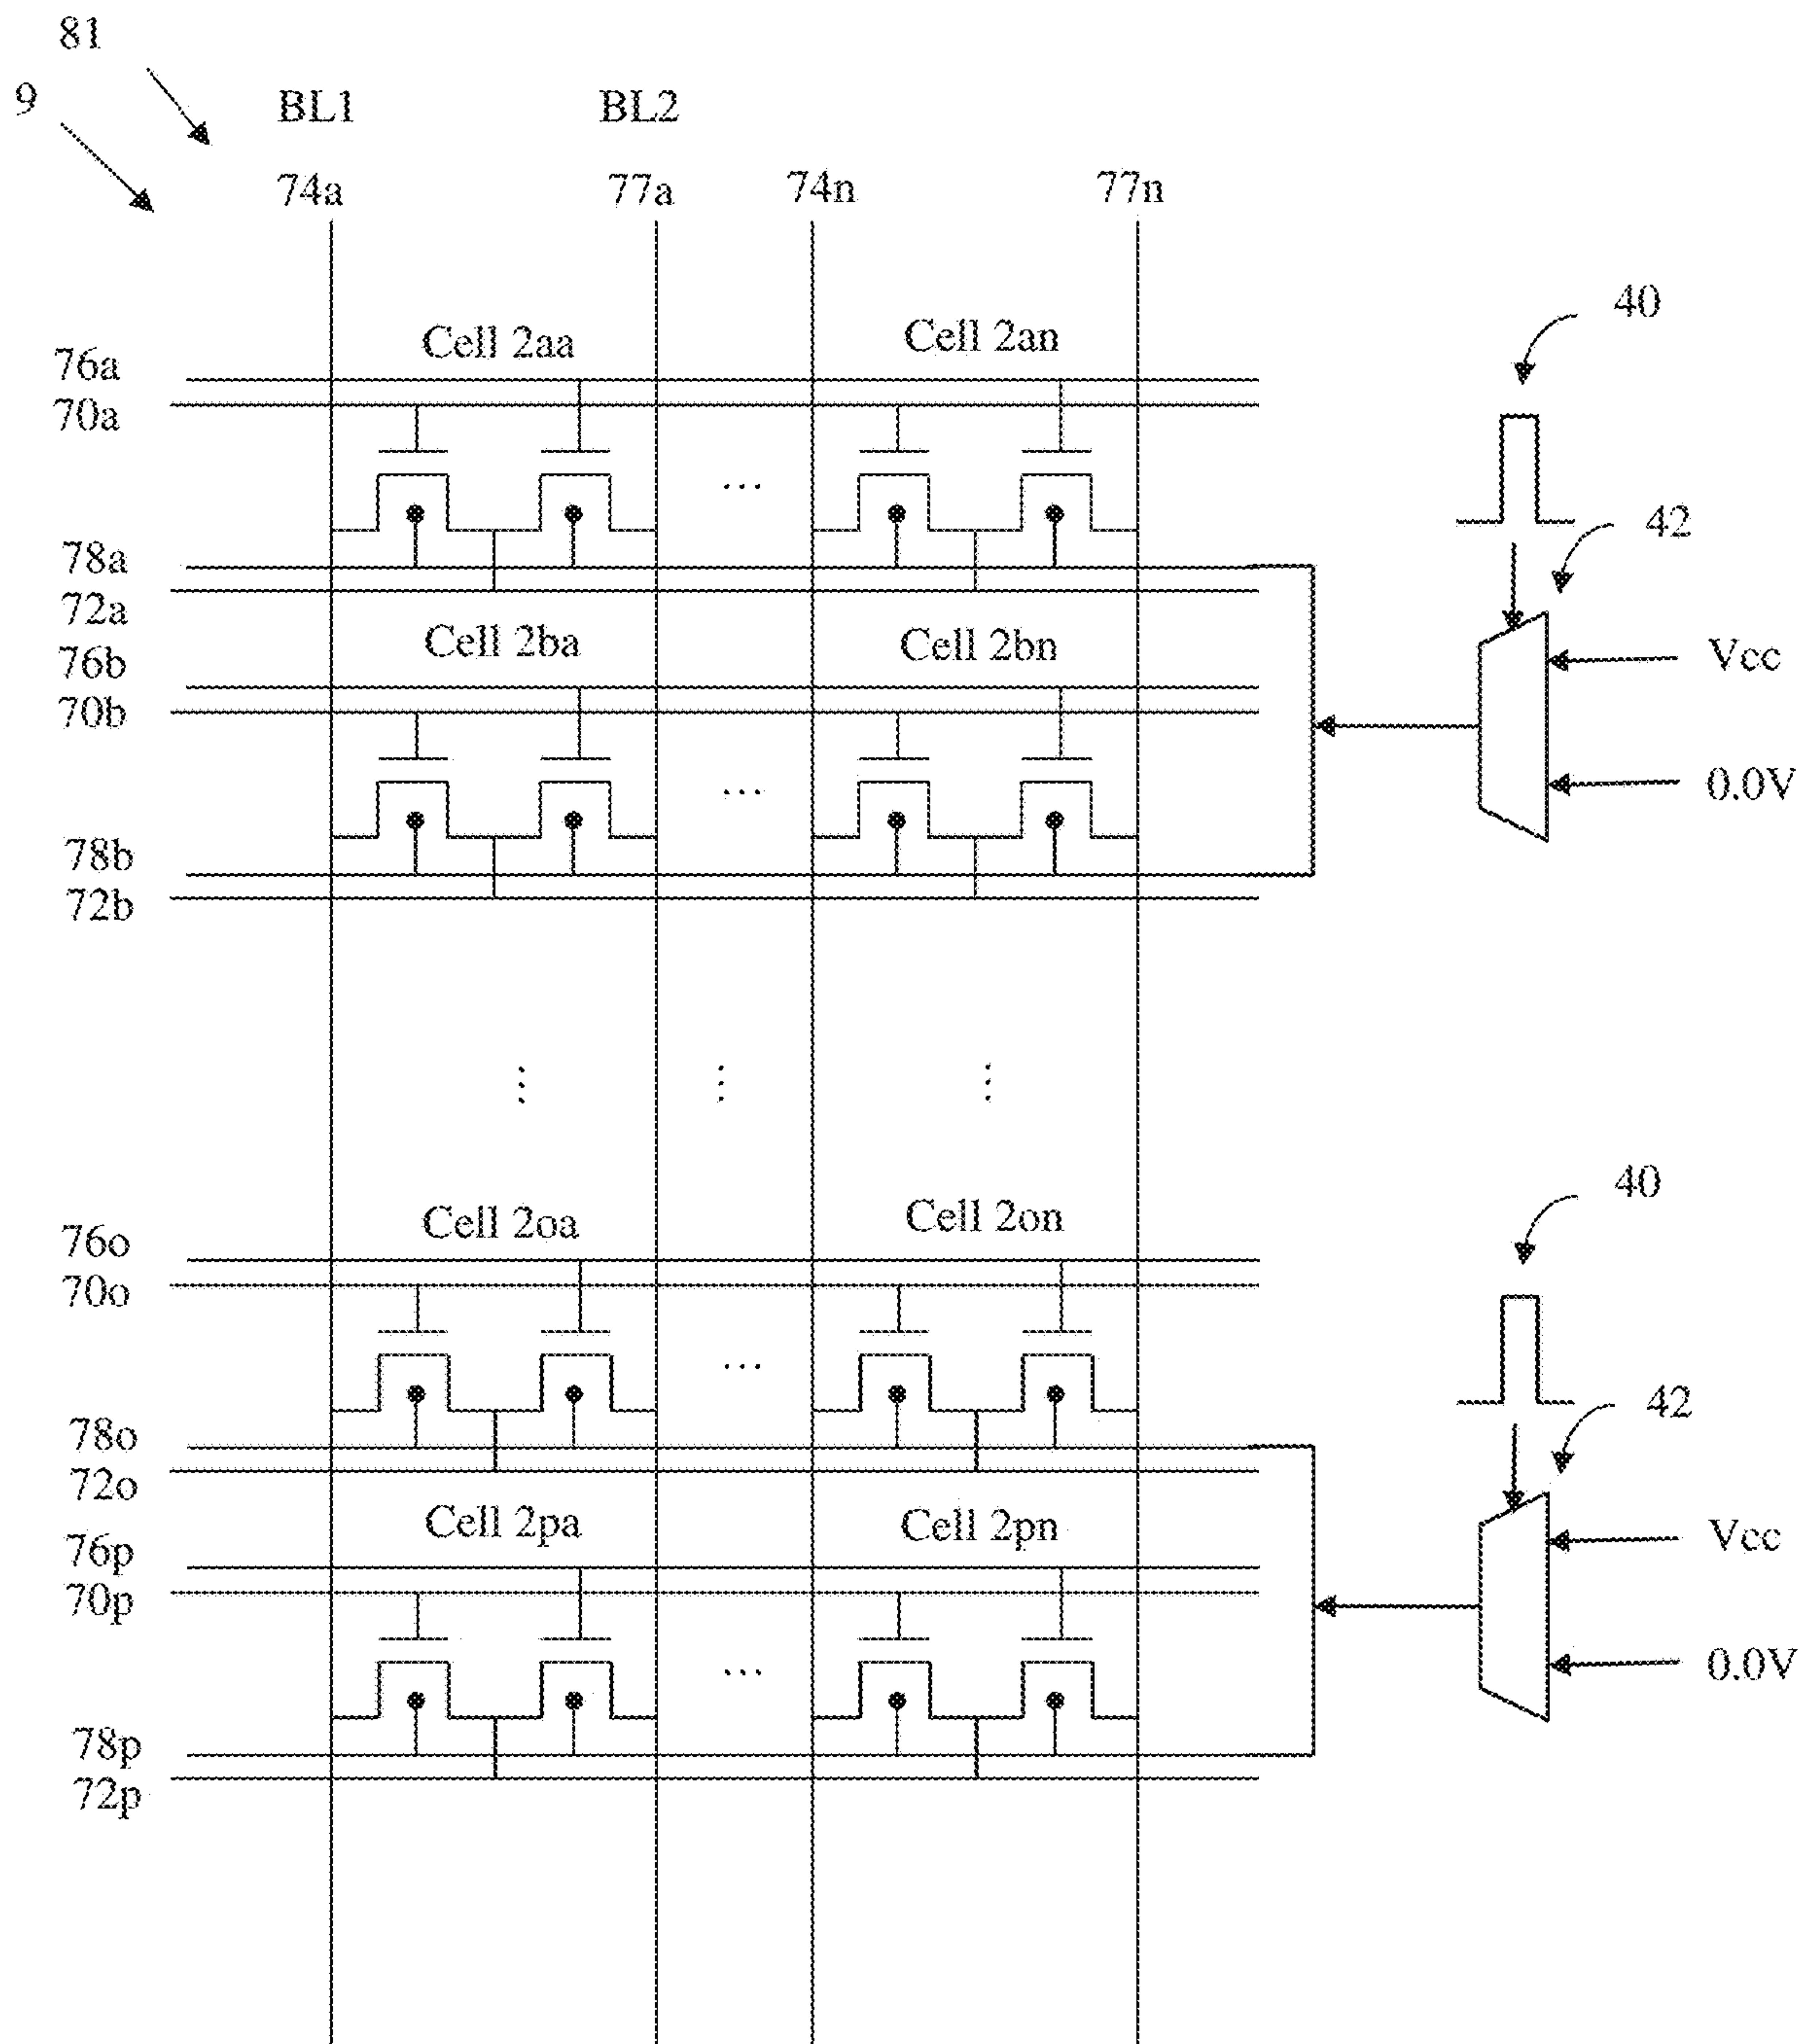 81
9
BL1 BL2
74a 77a 74n 77n
40
Cell 2aa Cell 2an
76a
70a
42
...
78a
72a
Cell 2ba Cell 2bn
76b
Vcc
70b
0.0V
...
78b
72b
... ... ...
40
Cell 2oa Cell 2on
76o
70o
...
42
78o
72o
Cell 2pa Cell 2pn
Vcc
76p
70p
0.0V
...
78p
72p